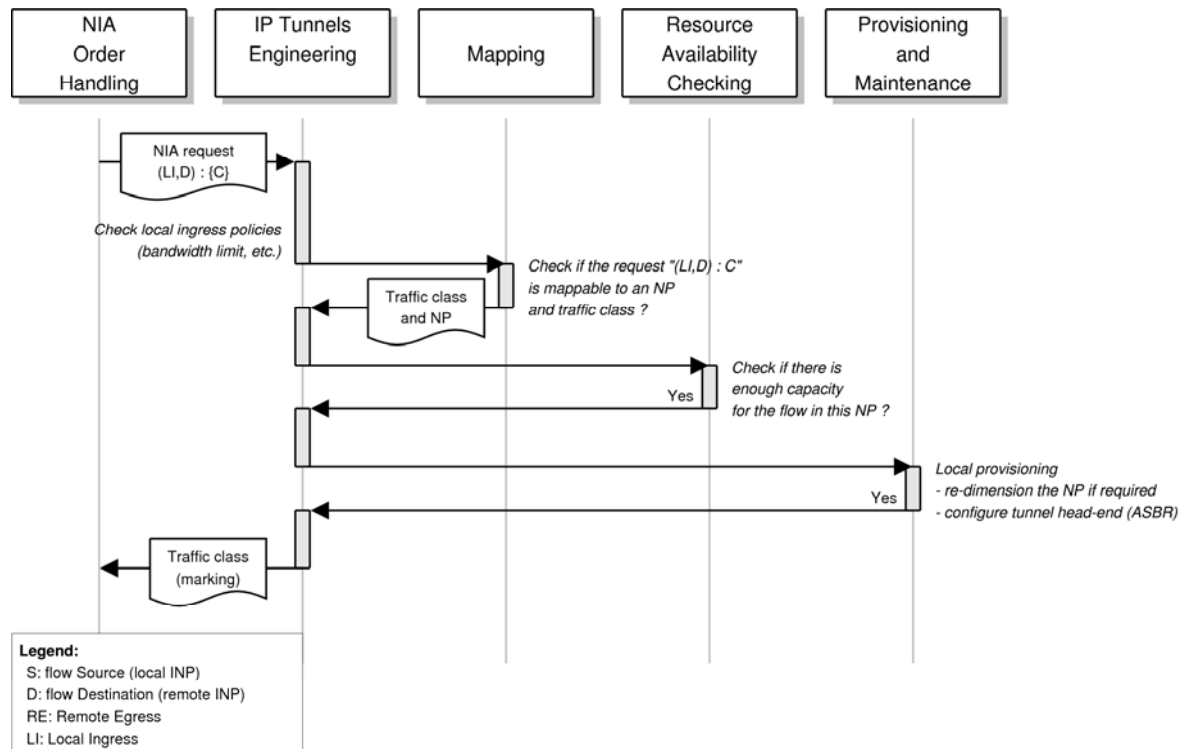 NIA
Order
Handling
IP Tunnels
Engineering
Mapping
Resource
Availability
Checking
Provisioning
and
Maintenance
NIA request
(LI,D) : {C}
Check local ingress policies
(bandwidth limit, etc.)
Check if the request "(LI,D) : C"
is mappable to an NP
and traffic class ?
Traffic class
and NP
Check if there is
enough capacity
for the flow in this NP ?
Yes
Local provisioning
- re-dimension the NP if required
- configure tunnel head-end (ASBR)
Yes
Traffic class
(marking)
Legend:
S: flow Source (local INP)
D: flow Destination (remote INP)
RE: Remote Egress
LI: Local Ingress